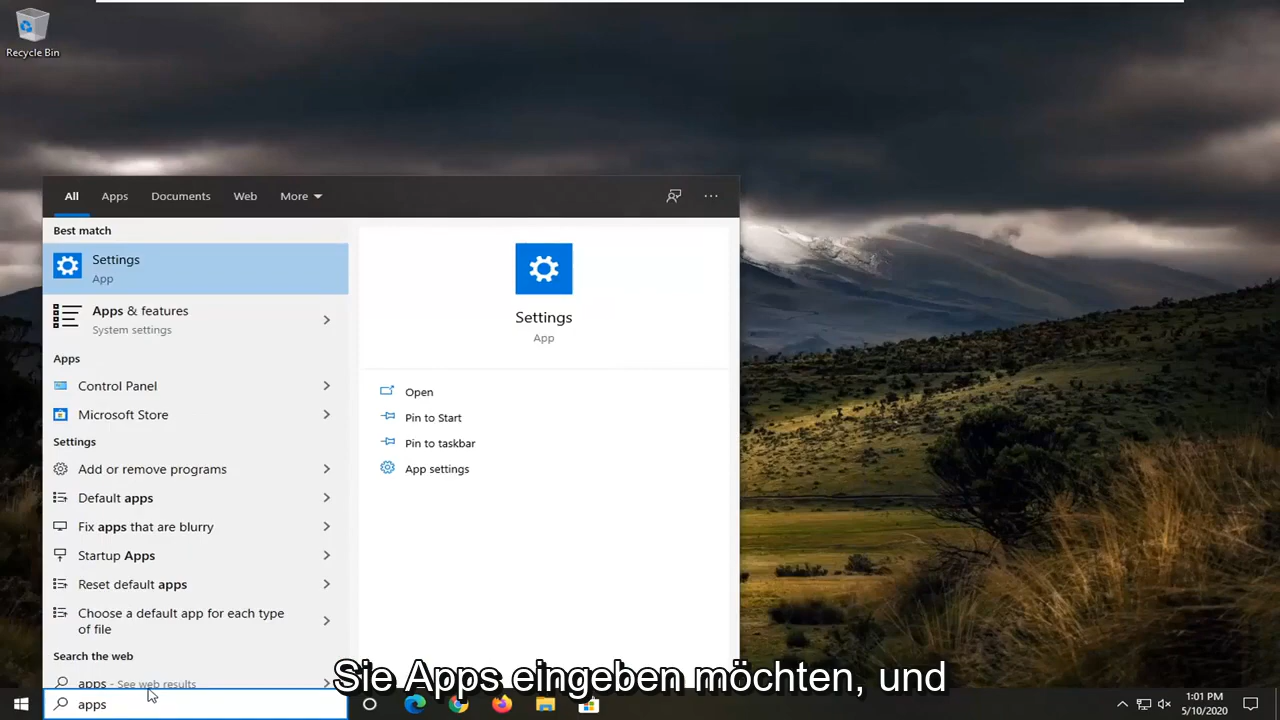 Recycle Bin
All Apps Documents Web More
Best match
Settings
App
Apps & features
System settings
Apps
Control Panel
Microsoft Store
Settings
Add or remove programs
Default apps
Fix apps that are blurry
Startup Apps
Reset default apps
Choose a default app for each type
of file
Search the web
apps - See web results
apps
Settings
App
Open
Pin to Start
Pin to taskbar
App settings
Sie Apps eingeben möchten, und
1:01 PM
5/10/2020